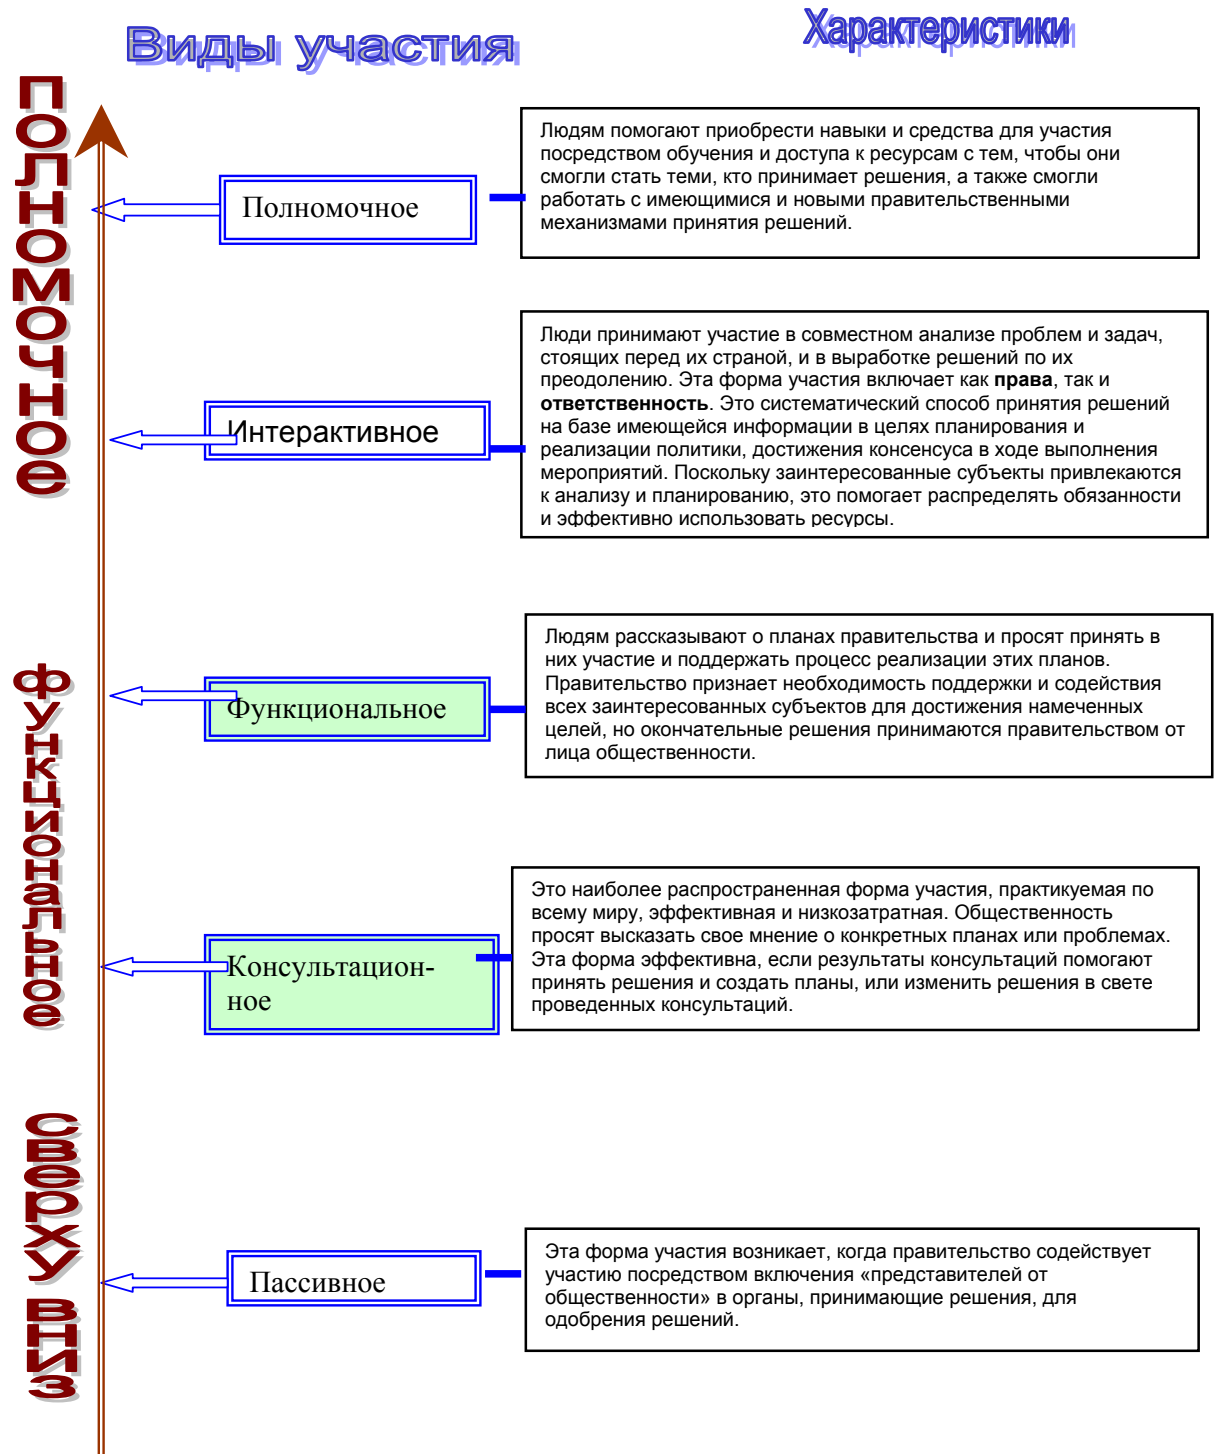 Виды участия
Характеристики
Полномочное
Полномочное
Людям помогают приобрести навыки и средства для участия
посредством обучения и доступа к ресурсам с тем, чтобы они
смогли стать теми, кто принимает решения, а также смогли
работать с имеющимися и новыми правительственными
механизмами принятия решений.
Интерактивное
Люди принимают участие в совместном анализе проблем и задач,
стоящих перед их страной, и в выработке решений по их
преодолению. Эта форма участия включает как права, так и
ответственность. Это систематический способ принятия решений
на базе имеющейся информации в целях планирования и
реализации политики, достижения консенсуса в ходе выполнения
мероприятий. Поскольку заинтересованные субъекты привлекаются
к анализу и планированию, это помогает распределять обязанности
и эффективно использовать ресурсы.
Функциональное
Функциональное
Людям рассказывают о планах правительства и просят принять в
них участие и поддержать процесс реализации этих планов.
Правительство признает необходимость поддержки и содействия
всех заинтересованных субъектов для достижения намеченных
целей, но окончательные решения принимаются правительством от
лица общественности.
Консультацион-
ное
Это наиболее распространенная форма участия, практикуемая по
всему миру, эффективная и низкозатратная. Общественность
просят высказать свое мнение о конкретных планах или проблемах.
Эта форма эффективна, если результаты консультаций помогают
принять решения и создать планы, или изменить решения в свете
проведенных консультаций.
сверху вниз
Пассивное
Эта форма участия возникает, когда правительство содействует
участию посредством включения «представителей от
общественности» в органы, принимающие решения, для
одобрения решений.